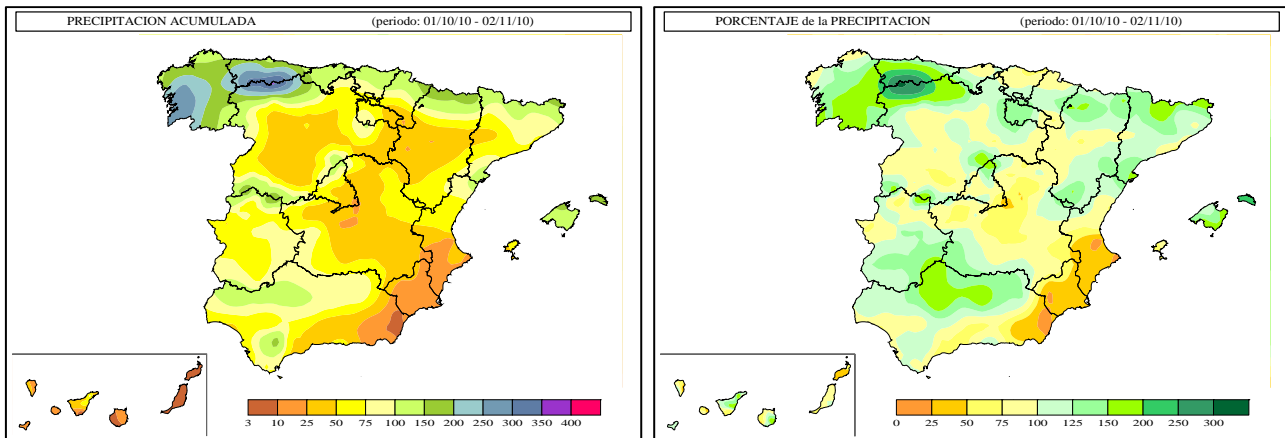 PRECIPITACION ACUMULADA (periodo: 01/10/10 - 02/11/10)
3 10 25 50 75 100 150 200 250 300 350 400
PORCENTAJE de la PRECIPITACION (periodo: 01/10/10 - 02/11/10)
0 25 50 75 100 125 150 200 250 300